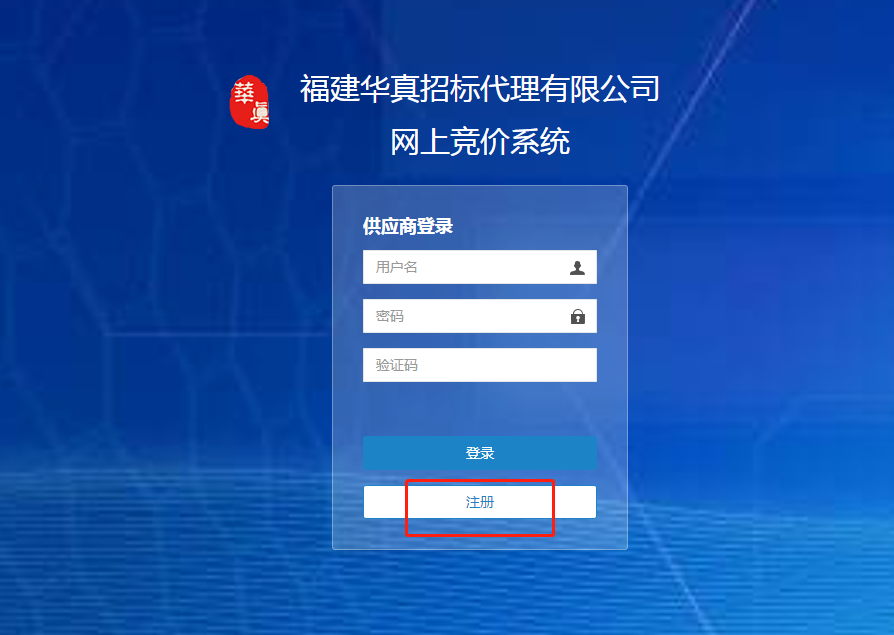 華
眞
福建华真招标代理有限公司
网上竞价系统
供应商登录
用户名
密码
验证码
登录
注册